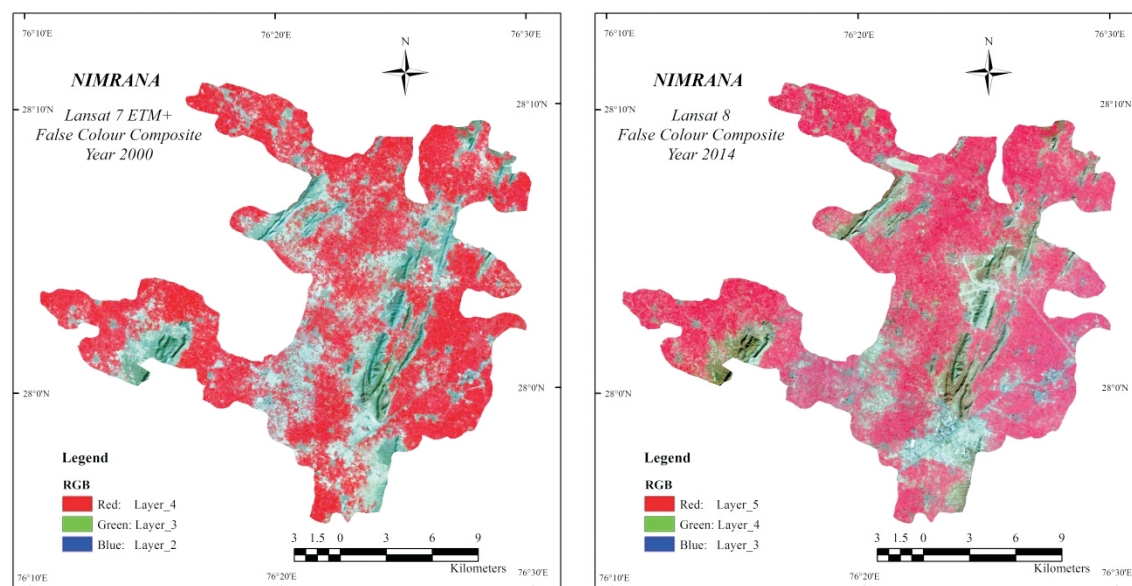 76°10'E 76°20'E 76°30'E
N
NIMRANA
Lansat 7 ETM+
False Colour Composite
Year 2000
28°10'N
28°10'N
28°0'N
28°0'N
Legend
RGB
Red: Layer_4
Green: Layer_3
Blue: Layer_2
3 1.5 0 3 6 9
Kilometers
76°10'E 76°20'E 76°30'E
76°10'E 76°20'E 76°30'E
N
NIMRANA
Lansat 8
False Colour Composite
Year 2014
28°10'N
28°10'N
28°0'N
28°0'N
Legend
RGB
Red: Layer_5
Green: Layer_4
Blue: Layer_3
3 1.5 0 3 6 9
Kilometers
76°10'E 76°20'E 76°30'E